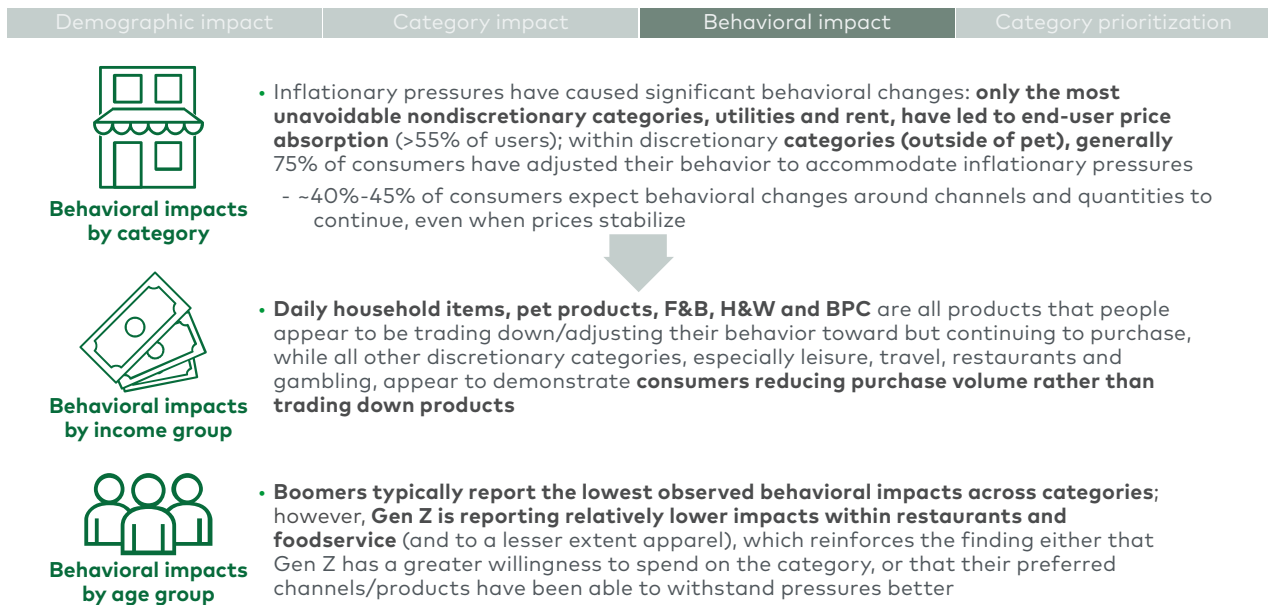 Demographic impact
Category impact
Behavioral impact
Category prioritization
Behavioral impacts
by category
• Inflationary pressures have caused significant behavioral changes: only the most
unavoidable nondiscretionary categories, utilities and rent, have led to end-user price
absorption (>55% of users); within discretionary categories (outside of pet), generally
75% of consumers have adjusted their behavior to accommodate inflationary pressures
- ~40%-45% of consumers expect behavioral changes around channels and quantities to
continue, even when prices stabilize
Behavioral impacts
by income group
• Daily household items, pet products, F&B, H&W and BPC are all products that people
appear to be trading down/adjusting their behavior toward but continuing to purchase,
while all other discretionary categories, especially leisure, travel, restaurants and
gambling, appear to demonstrate consumers reducing purchase volume rather than
trading down products
Behavioral impacts
by age group
• Boomers typically report the lowest observed behavioral impacts across categories;
however, Gen Z is reporting relatively lower impacts within restaurants and
foodservice (and to a lesser extent apparel), which reinforces the finding either that
Gen Z has a greater willingness to spend on the category, or that their preferred
channels/products have been able to withstand pressures better